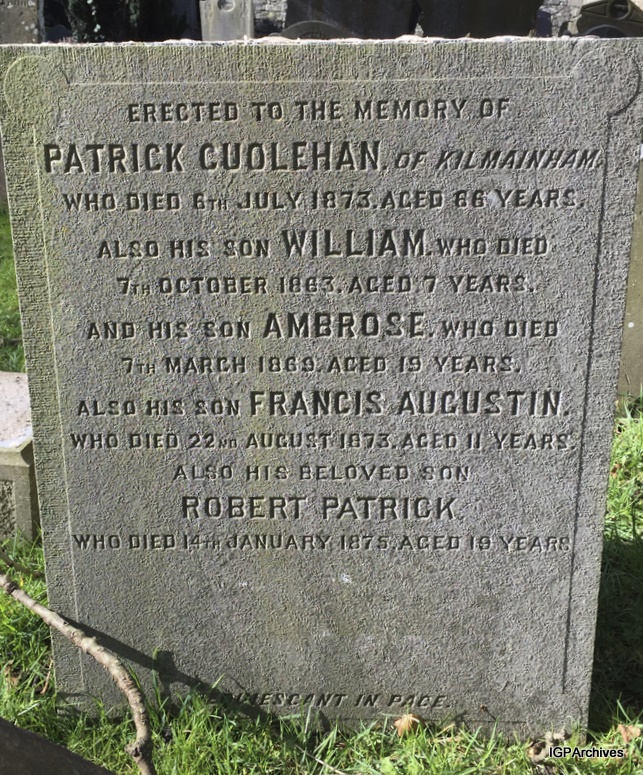 ERECTED TO THE MEMORY OF
PATRICK CUOLEHAN, OF KILMAINHAM,
WHO DIED 6TH JULY 1873, AGED 66 YEARS.
ALSO HIS SON WILLIAM, WHO DIED
7TH OCTOBER 1863, AGED 7 YEARS.
AND HIS SON AMBROSE, WHO DIED
7TH MARCH 1869, AGED 19 YEARS.
ALSO HIS SON FRANCIS AUGUSTIN,
WHO DIED 22ND AUGUST 1873, AGED 11 YEARS.
ALSO HIS BELOVED SON
ROBERT PATRICK,
WHO DIED 14TH JANUARY 1875, AGED 19 YEARS
REQUIESCANT IN PACE.
IGPArchives